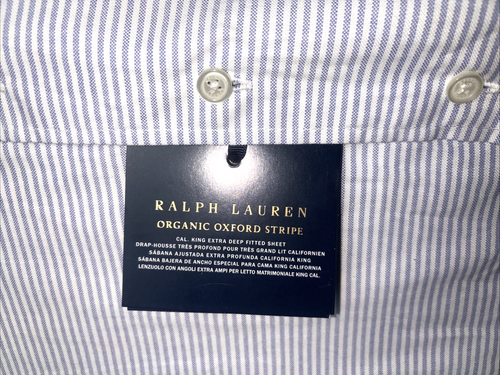 RALPH LAUREN
ORGANIC OXFORD STRIPE
CAL. KING EXTRA DEEP FITTED SHEET
DRAP-HOUSSE TRÈS PROFOND POUR TRÈS GRAND LIT CALIFORNIEN
SÁBANA AJUSTADA EXTRA PROFUNDA CALIFORNIA KING
SÁBANA BAJERA DE ANCHO ESPECIAL PARA CAMA KING CALIFORNIA
LENZUOLO CON ANGOLI EXTRA AMPI PER LETTO MATRIMONIALE KING CAL.